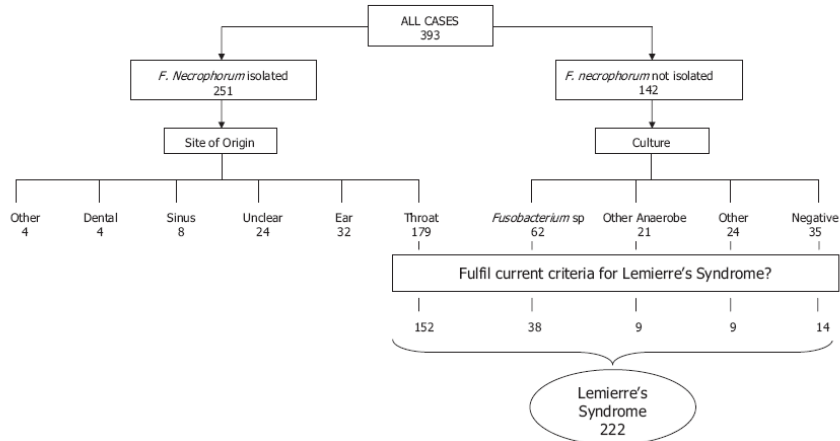 ALL CASES
393
F. Necrophorum isolated
251
F. necrophorum not isolated
142
Site of Origin
Culture
Other
4
Dental
4
Sinus
8
Unclear
24
Ear
32
Throat
179
Fusobacterium sp
62
Other Anaerobe
21
Other
24
Negative
35
Fulfil current criteria for Lemierre's Syndrome?
152
38
9
9
14
Lemierre's
Syndrome
222